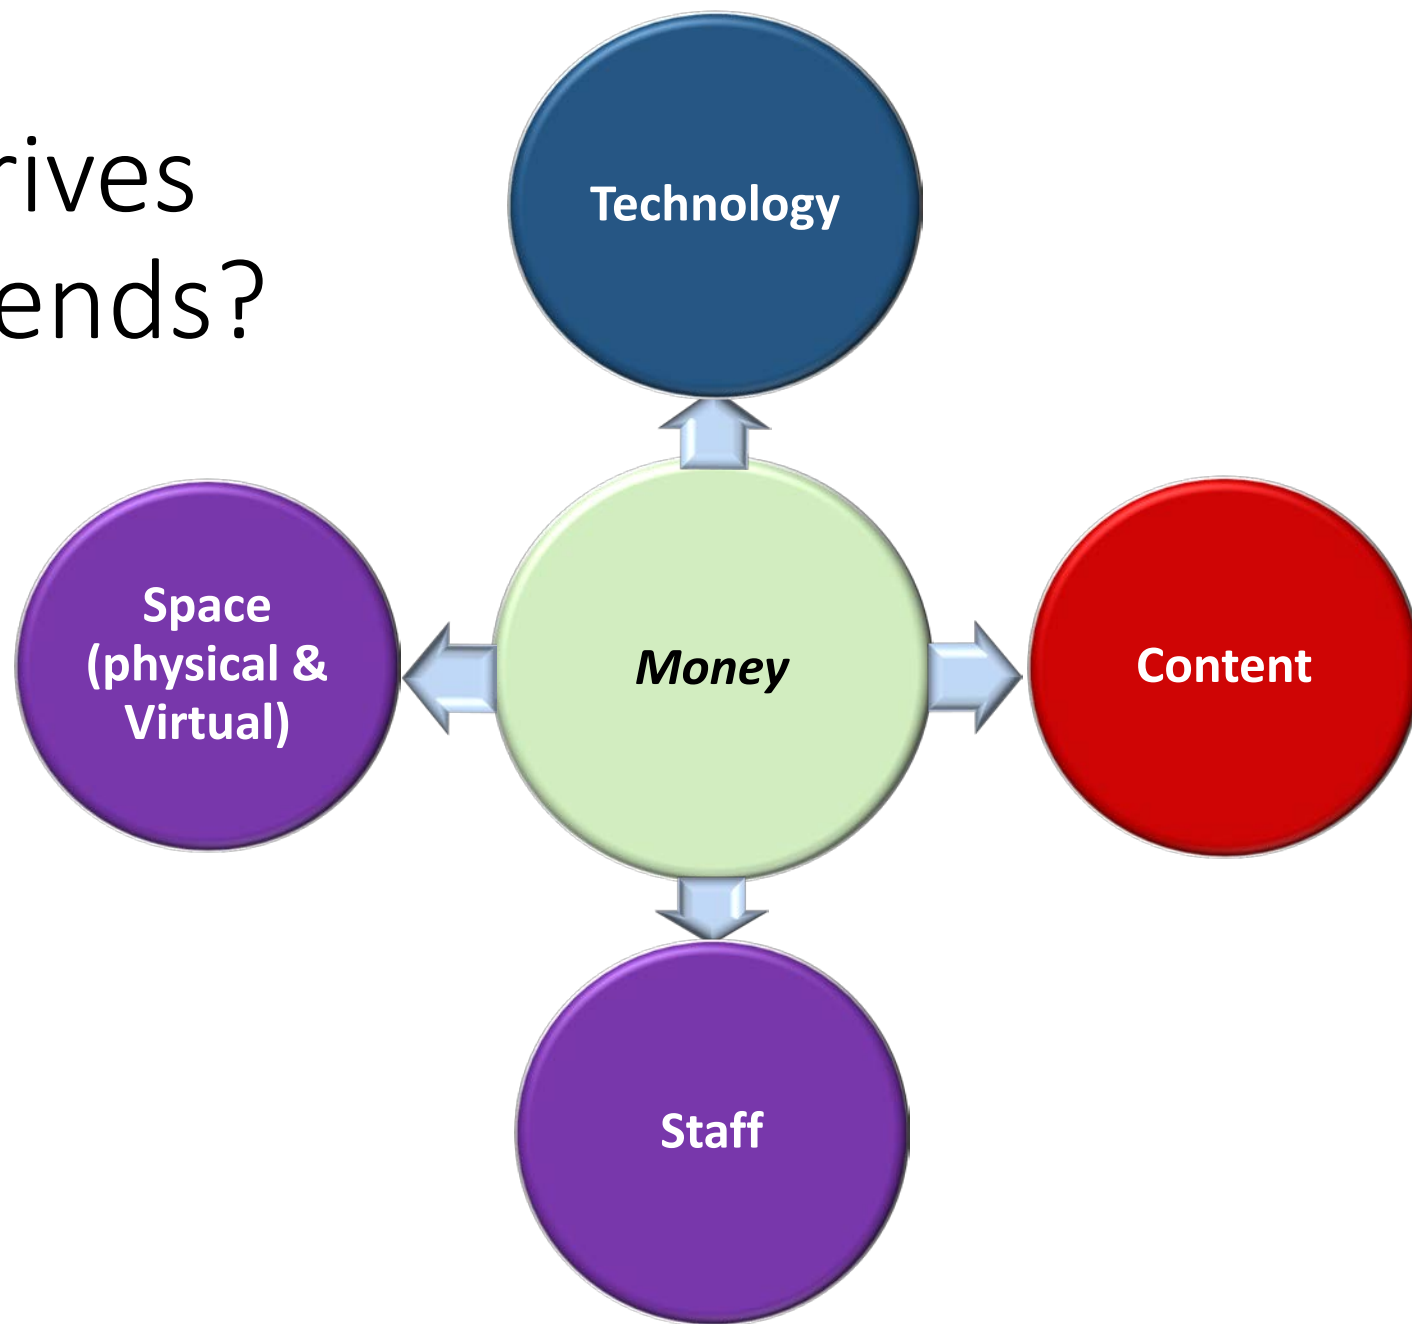 rives
ends?
Technology
Space
(physical &
Virtual)
Money
Content
Staff